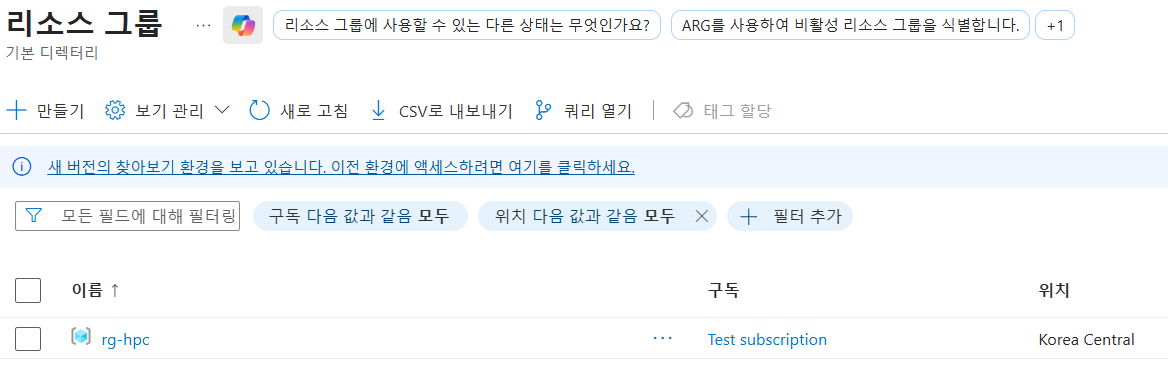 리소스 그룹 ... 리소스 그룹에 사용할 수 있는 다른 상태는 무엇인가요? ARG를 사용하여 비활성 리소스 그룹을 식별합니다. +1
기본 디렉터리
만들기 보기 관리 새로 고침 CSV로 내보내기 쿼리 열기 태그 할당
새 버전의 찾아보기 환경을 보고 있습니다. 이전 환경에 액세스하려면 여기를 클릭하세요.
모든 필드에 대해 필터링 구독 다음 값과 같음 모두 위치 다음 값과 같음 모두 필터 추가
이름 ↑ 구독 위치
rg-hpc ... Test subscription Korea Central